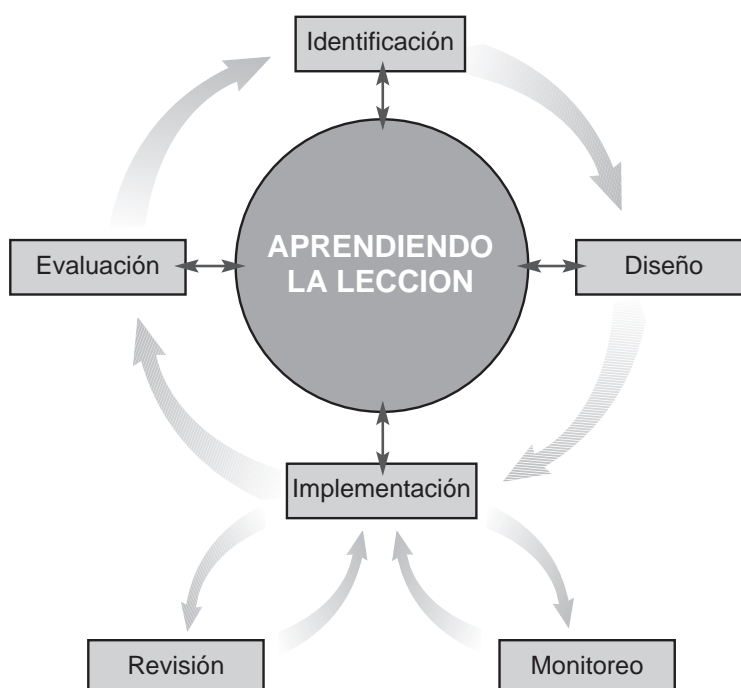 Identificación
APRENDIENDO
LA LECCION
Evaluación
Diseño
Implementación
Revisión
Monitoreo